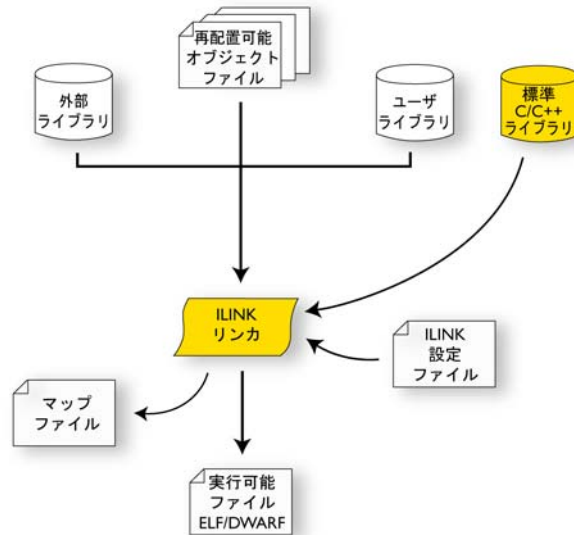 再配置可能
オブジェクト
ファイル
外部
ライブラリ
ユーザ
ライブラリ
標準
C/C++
ライブラリ
ILINK
リンカ
ILINK
設定
ファイル
マップ
ファイル
実行可能
ファイル
ELF/DWARF